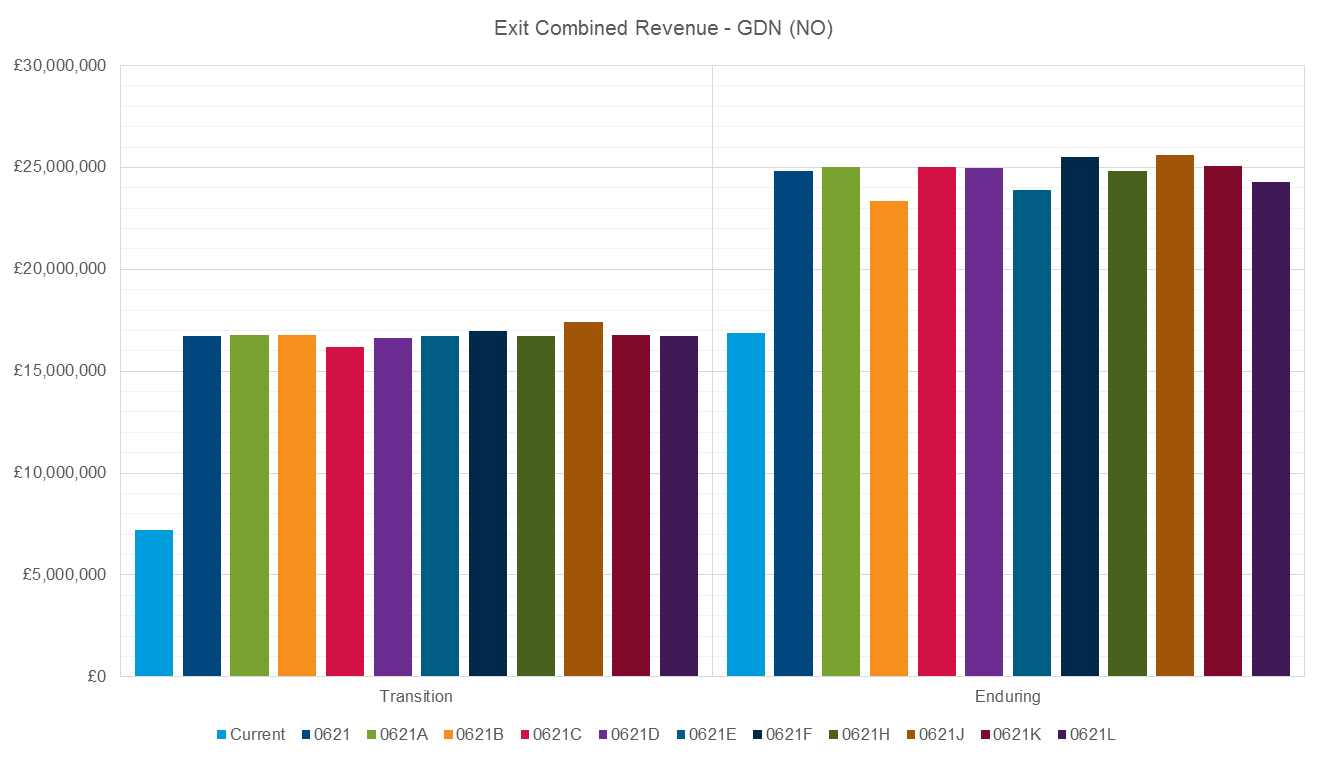 Exit Combined Revenue - GDN (NO)
£30,000,000
£25,000,000
£20,000,000
£15,000,000
£10,000,000
£5,000,000
£0
Transition Enduring
Current 0621 0621A 0621B 0621C 0621D 0621E 0621F 0621H 0621J 0621K 0621L